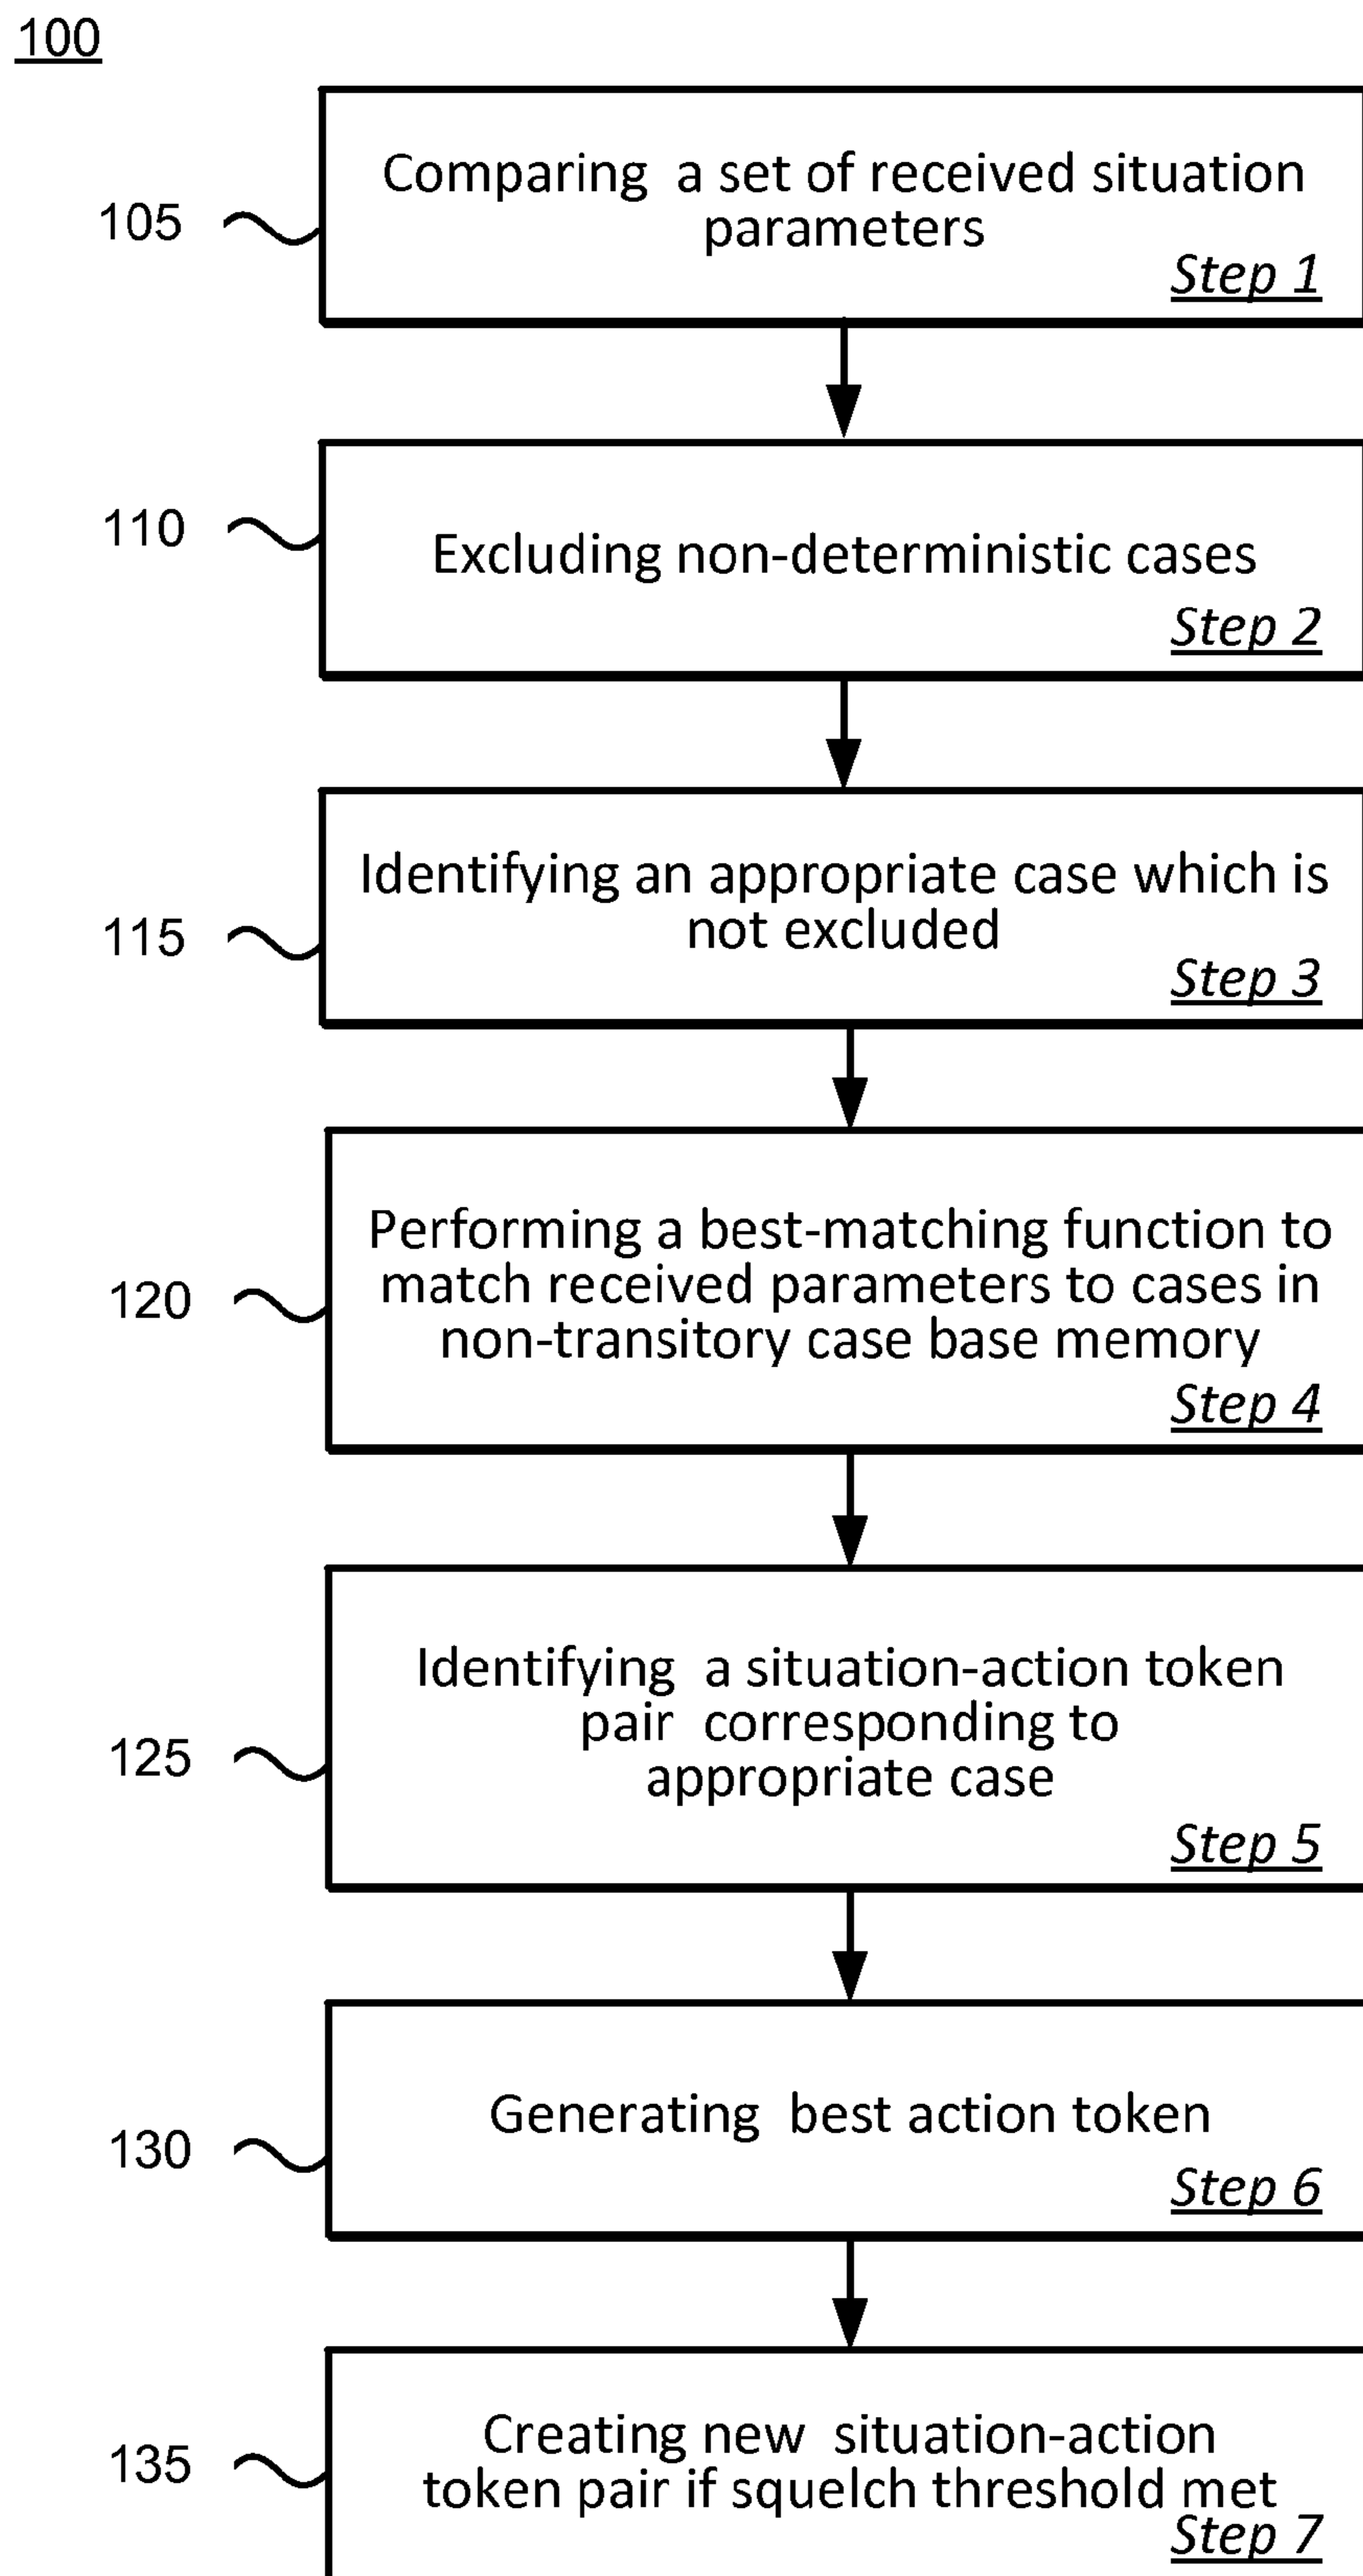 100
105
Comparing a set of received situation
parameters
Step 1
110
Excluding non-deterministic cases
Step 2
115
Identifying an appropriate case which is
not excluded
Step 3
120
Performing a best-matching function to
match received parameters to cases in
non-transitory case base memory
Step 4
125
Identifying a situation-action token
pair corresponding to
appropriate case
Step 5
130
Generating best action token
Step 6
135
Creating new situation-action
token pair if squelch threshold met
Step 7